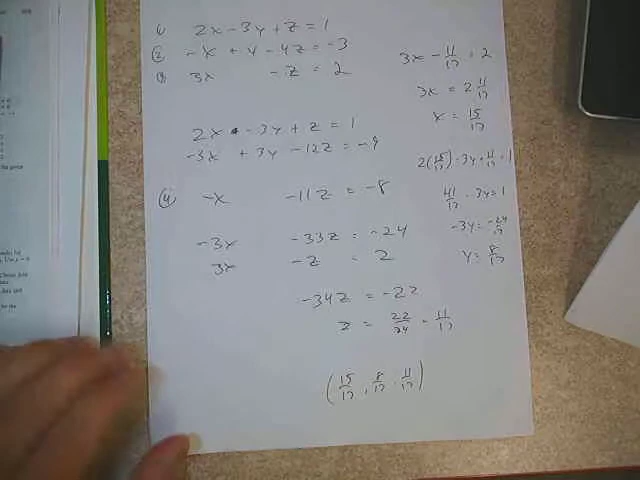 ① 2x - 3y + z = 1
② -x + y - 4z = -3
③ 3x - z = 2
2x - 3y + z = 1
-3x + 3y - 12z = -9
④ -x -11z = -8
-3x -33z = -24
3x -z = 2
-34z = -22
z = 22/34 = 11/17
(15/17, 8/17, 11/17)
3x - 11/17 = 2
3x = 2 11/17
x = 15/17
2(15/17) - 3y + 11/17 = 1
41/17 - 3y = 1
-3y = -24/17
y = 8/17